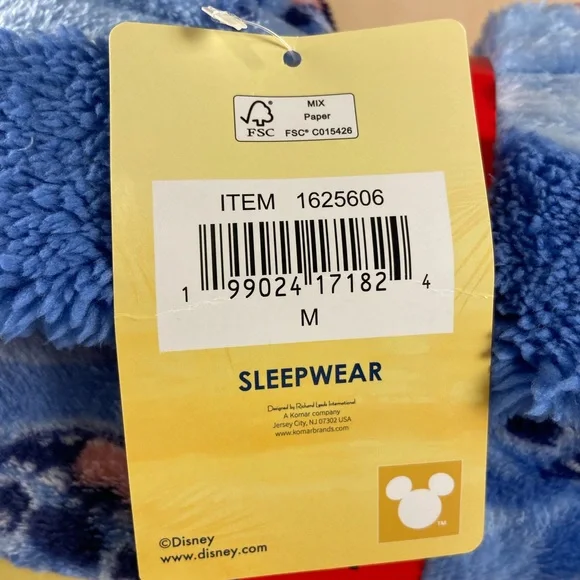 MIX
Paper
FSC
FSC® C015426
ITEM 1625606
1 99024 17182 4
M
SLEEPWEAR
Designed by Richard Leeds International
A Komar company
Jersey City, NJ 07302 USA
www.komarbrands.com
TM
©Disney
www.disney.com